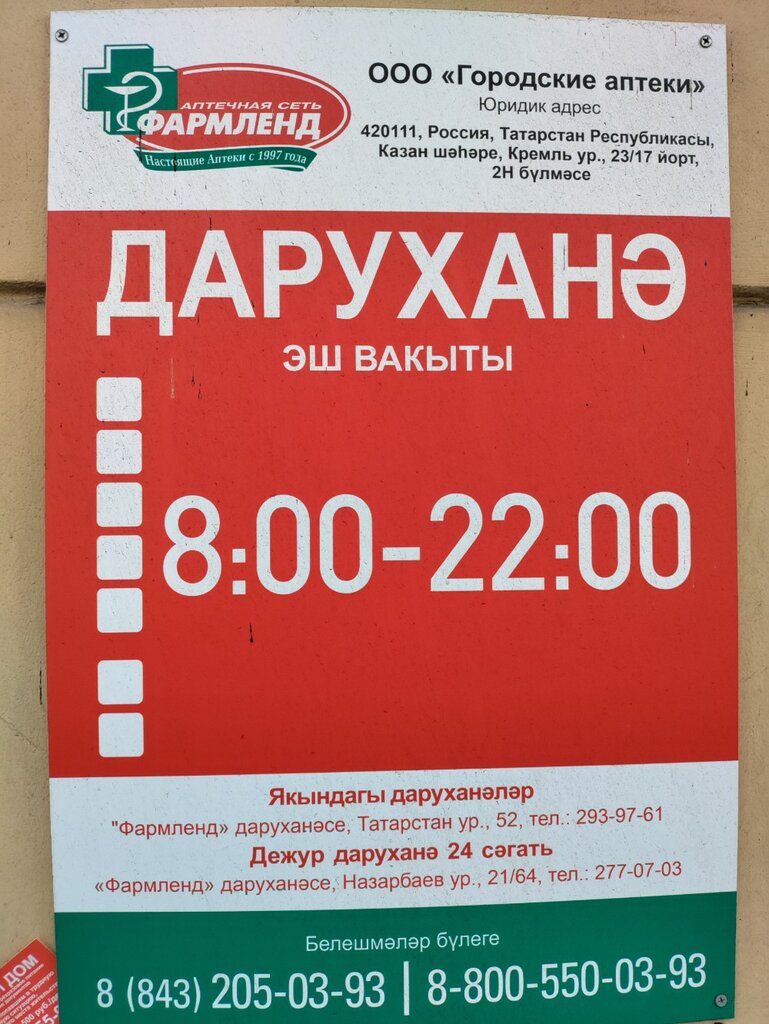 АПТЕЧНАЯ СЕТЬ
ФАРМЛЕНД
Настоящие Аптеки с 1997 года
ООО «Городские аптеки»
Юридик адрес
420111, Россия, Татарстан Республикасы,
Казан шәһәре, Кремль ур., 23/17 йорт,
2Н бүлмәсе
ДАРУХАНӘ
ЭШ ВАКЫТЫ
8:00-22:00
Якындагы даруханәләр
"Фармленд» даруханәсе, Татарстан ур., 52, тел.: 293-97-61
Дежур даруханә 24 сәгать
«Фармленд» даруханәсе, Назарбаев ур., 21/64, тел.: 277-07-03
Белешмәләр бүлеге
8 (843) 205-03-93 | 8-800-550-03-93
ДОМ